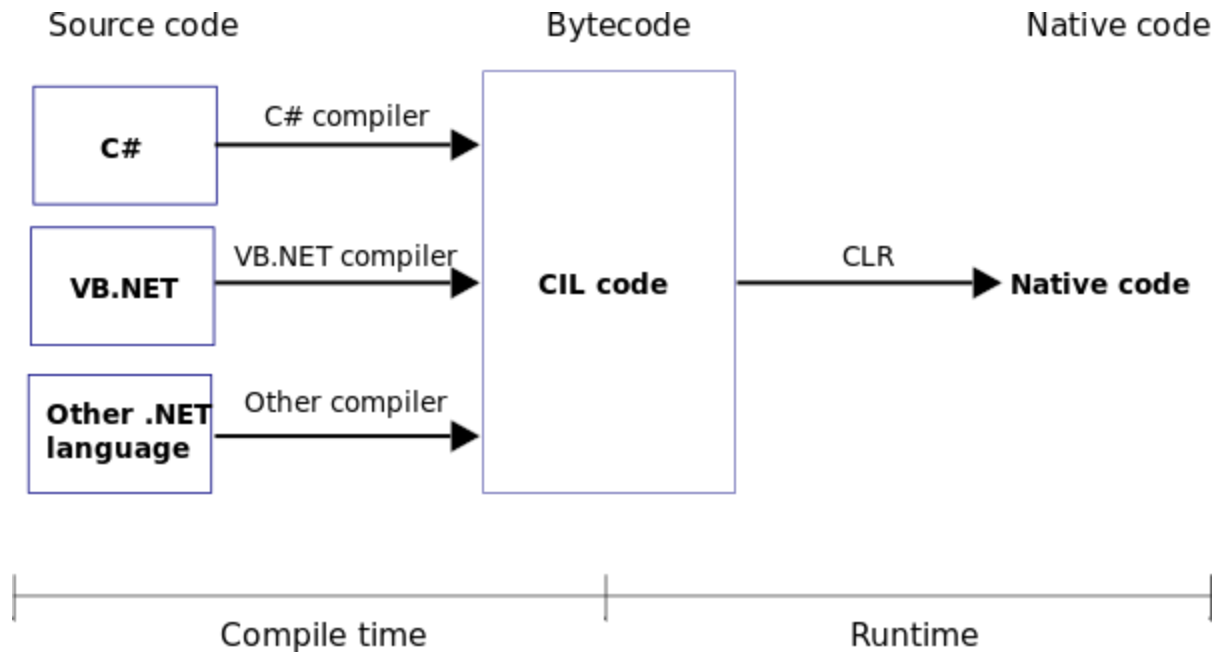 Source code
Bytecode
Native code
C#
C# compiler
VB.NET
VB.NET compiler
CIL code
CLR
Native code
Other .NET
language
Other compiler
Compile time
Runtime